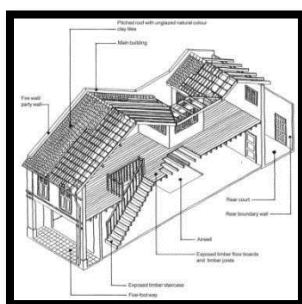 Pitched roof with unglazed natural colour
clay tiles
Main building
Fire wall/
party wall
Rear court
Rear boundary wall
Airwell
Exposed timber floor boards
and timber joists
Exposed timber staircase
Five-foot way